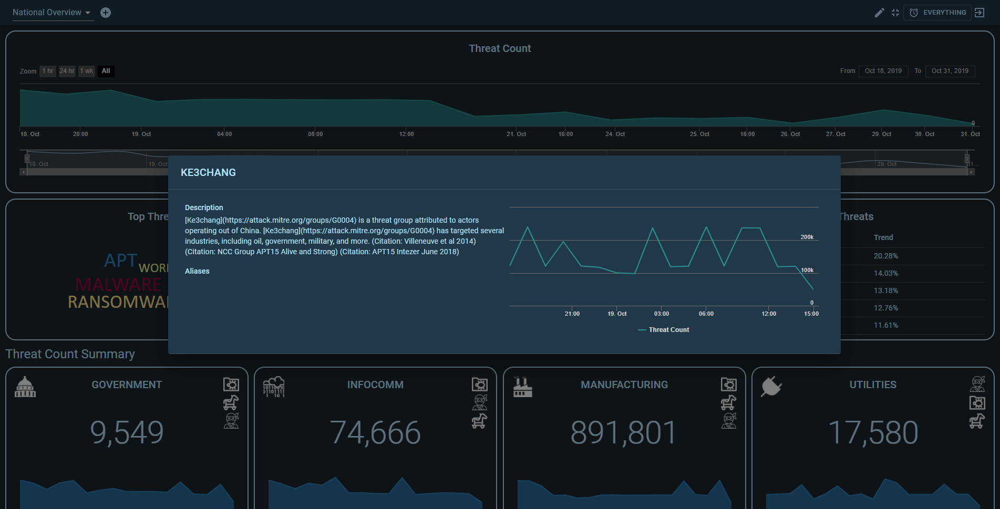 National Overview
EVERYTHING
Threat Count
Zoom 1 hr 24 hr 1 wk All
From Oct 18, 2019 To Oct 31, 2019
0
18. Oct 20:00 19. Oct 04:00 08:00 12:00 21. Oct 16:00 24. Oct 25. Oct 16:00 26. Oct 27. Oct 29. Oct 30. Oct 31. Oct
18. Oct 19. Oct 29. Oct 31...
KE3CHANG
Description
[Ke3chang](https://attack.mitre.org/groups/G0004) is a threat group attributed to actors
operating out of China. [Ke3chang](https://attack.mitre.org/groups/G0004) has targeted several
industries, including oil, government, military, and more. (Citation: Villeneuve et al 2014)
(Citation: NCC Group APT15 Alive and Strong) (Citation: APT15 Intezer June 2018)
Aliases
200k
100k
0
21:00 19. Oct 03:00 06:00 12:00 15:00
Threat Count
Top Thre
APT
WOR
MALWARE
RANSOMWA
Threats
Trend
20.28%
14.03%
13.18%
12.76%
11.61%
Threat Count Summary
GOVERNMENT
9,549
INFOCOMM
74,666
MANUFACTURING
891,801
UTILITIES
17,580